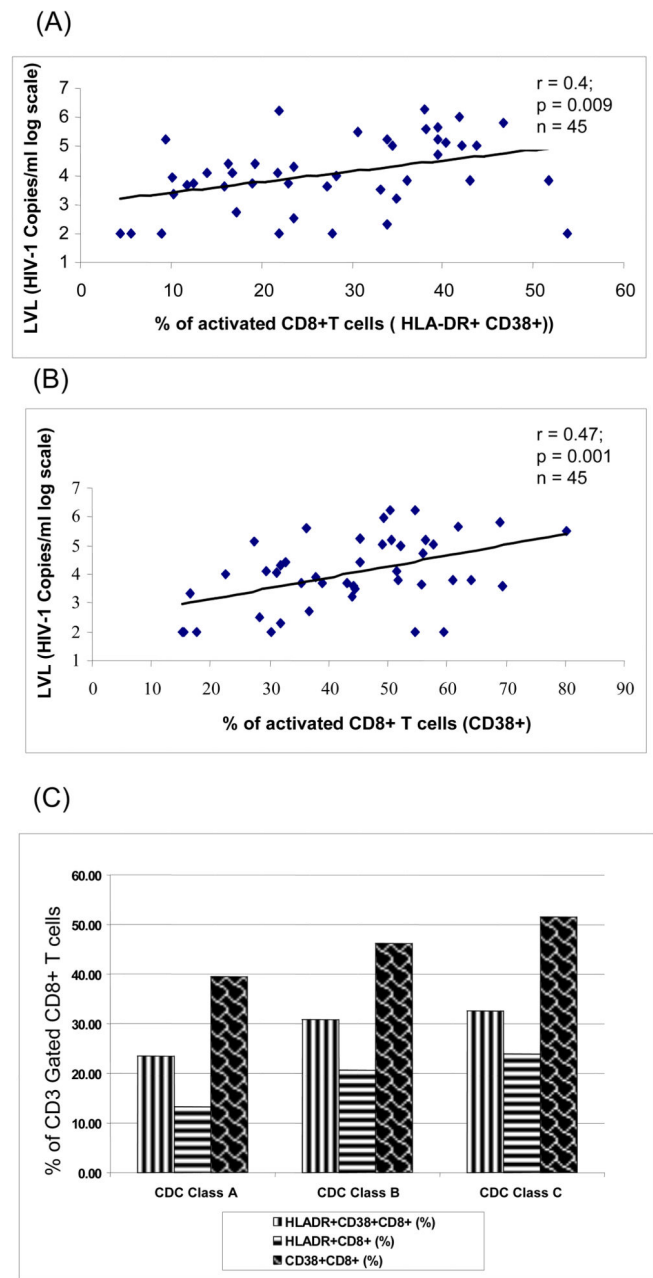 (A)
r = 0.4;
p = 0.009
n = 45
LVL (HIV-1 Copies/ml log scale)
7
6
5
4
3
2
1
0 10 20 30 40 50 60
% of activated CD8+T cells ( HLA-DR+ CD38+))
(B)
r = 0.47;
p = 0.001
n = 45
LVL (HIV-1 Copies/ml log scale)
7
6
5
4
3
2
1
0 10 20 30 40 50 60 70 80 90
% of activated CD8+ T cells (CD38+)
(C)
% of CD3 Gated CD8+ T cells
60.00
50.00
40.00
30.00
20.00
10.00
0.00
CDC Class A CDC Class B CDC Class C
HLADR+CD38+CD8+ (%)
HLADR+CD8+ (%)
CD38+CD8+ (%)